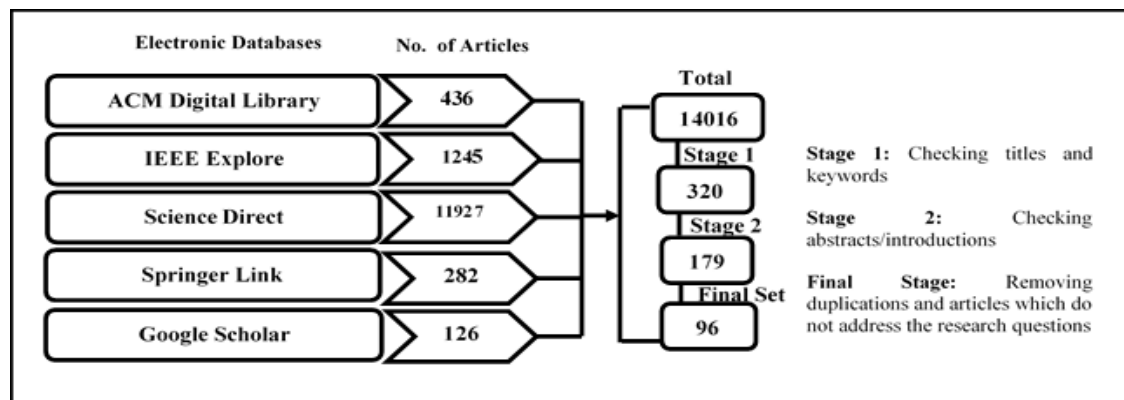 Electronic Databases
No. of Articles
ACM Digital Library
436
IEEE Explore
1245
Science Direct
11927
Springer Link
282
Google Scholar
126
Total
14016
Stage 1
320
Stage 2
179
Final Set
96
Stage 1: Checking titles and
keywords
Stage 2: Checking
abstracts/introductions
Final Stage: Removing
duplications and articles which do
not address the research questions